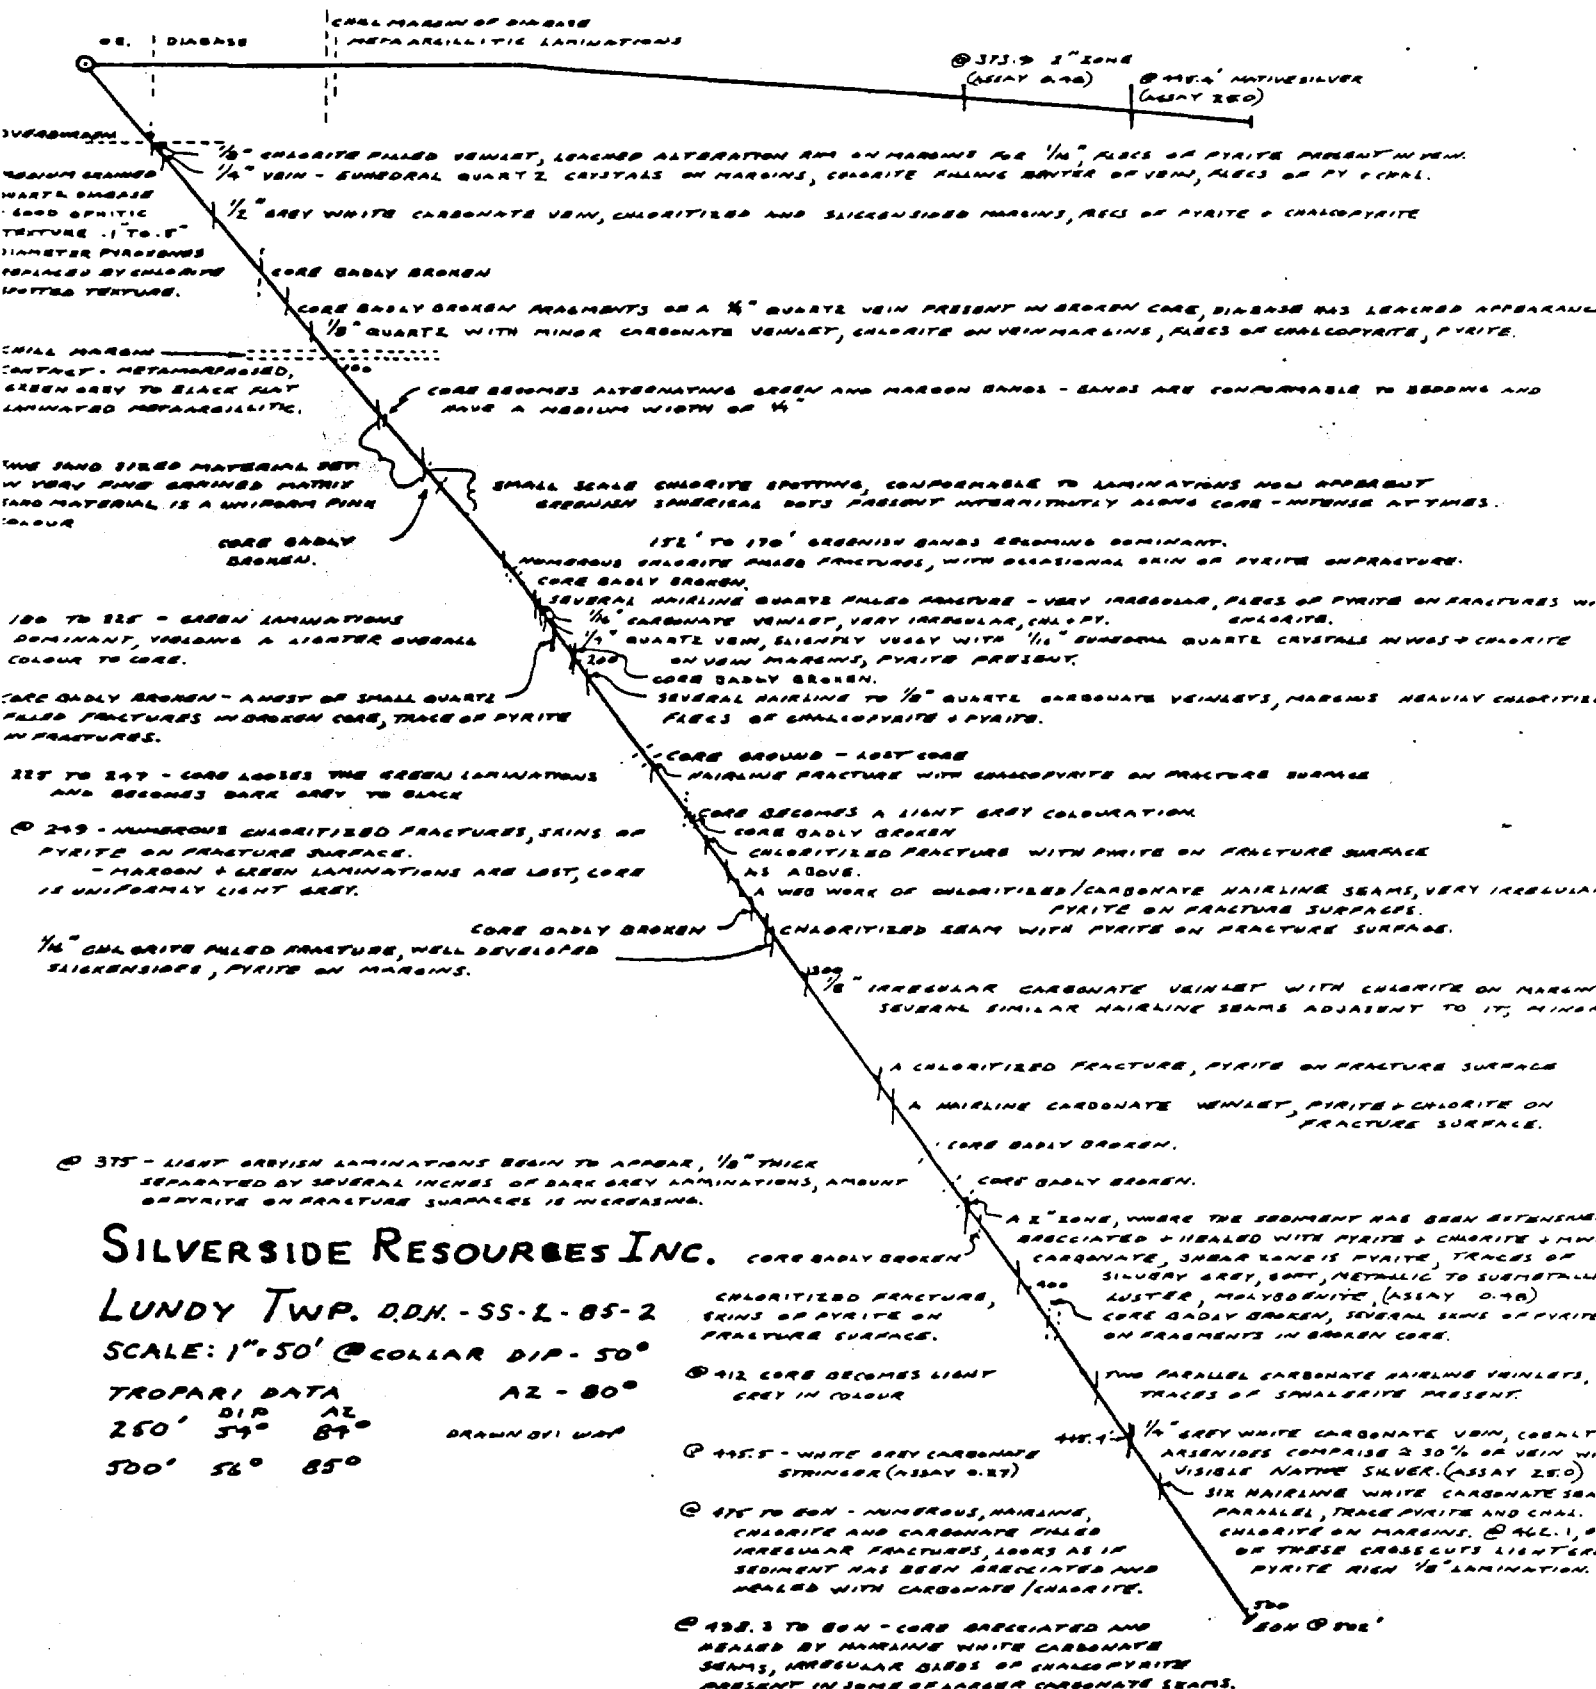 CHILL MARGIN OF DIABASE
O.B. DIABASE METAARGILLITIC LAMINATIONS
@ 373.9 2" ZONE
(ASSAY 0.48)
@ 445.4' NATIVE SILVER
(ASSAY 25.0)
OVERBURDEN
1/8" CHLORITE FILLED VEINLET, LEACHED ALTERATION RIM ON MARGINS FOR 1/16", FLECS OF PYRITE PRESENT IN VEIN.
1/4" VEIN - EUHEDRAL QUARTZ CRYSTALS ON MARGINS, CHLORITE FILLING CENTER OF VEIN, FLECS OF PY + CHAL.
MEDIUM GRAINED
QUARTZ DIABASE
- GOOD OPHITIC
TEXTURE .1" TO .5"
DIAMETER PYROXENES
REPLACED BY CHLORITE
SPOTTED TEXTURE.
1/2" GREY WHITE CARBONATE VEIN, CHLORITIZED AND SLICKENSIDED MARGINS, FLECS OF PYRITE + CHALCOPYRITE
CORE BADLY BROKEN
CORE BADLY BROKEN FRAGMENTS OF A 3/4" QUARTZ VEIN PRESENT IN BROKEN CORE, DIABASE HAS LEACHED APPEARANC
1/8" QUARTZ WITH MINOR CARBONATE VEINLET, CHLORITE ON VEIN MARGINS, FLECS OF CHALCOPYRITE, PYRITE.
CHILL MARGIN
100
CONTACT - METAMORPHOSED,
GREEN GREY TO BLACK FLAT
LAMINATED METAARGILLITIC.
CORE BECOMES ALTERNATING GREEN AND MAROON BANDS - BANDS ARE CONFORMABLE TO BEDDING AND
HAVE A MEDIUM WIDTH OF 1/4"
FINE SAND SIZED MATERIAL SET
IN VERY FINE GRAINED MATRIX
SAND MATERIAL IS A UNIFORM PINK
COLOUR
SMALL SCALE CHLORITE SPOTTING, CONFORMABLE TO LAMINATIONS NOW APPARENT
GREENISH SPHERICAL DOTS PRESENT INTERMITANTLY ALONG CORE - INTENSE AT TIMES.
CORE BADLY
BROKEN.
152' TO 170' GREENISH BANDS BECOMING DOMINANT.
NUMEROUS CHLORITE FILLED FRACTURES, WITH OCCASIONAL SKIN OF PYRITE ON FRACTURE.
CORE BADLY BROKEN.
SEVERAL HAIRLINE QUARTZ FILLED FRACTURE - VERY IRREGULAR, FLECS OF PYRITE ON FRACTURES WI
CHLORITE.
1/16" CARBONATE VEINLET, VERY IRREGULAR, CHL, PY.
1/4" QUARTZ VEIN, SLIGHTLY VUGGY WITH 1/16" EUHEDRAL QUARTZ CRYSTALS IN VUGS + CHLORITE
ON VEIN MARGINS, PYRITE PRESENT.
180 TO 225 - GREEN LAMINATIONS
DOMINANT, YIELDING A LIGHTER OVERALL
COLOUR TO CORE.
200
CORE BADLY BROKEN.
CORE BADLY BROKEN - A NEST OF SMALL QUARTZ
FILLED FRACTURES IN BROKEN CORE, TRACE OF PYRITE
IN FRACTURES.
SEVERAL HAIRLINE TO 1/8" QUARTZ CARBONATE VEINLETS, MARGINS HEAVILY CHLORITIZE
FLECS OF CHALCOPYRITE + PYRITE.
CORE GROUND - LOST CORE
HAIRLINE FRACTURE WITH CHALCOPYRITE ON FRACTURE SURFACE
225 TO 247 - CORE LOOSES THE GREEN LAMINATIONS
AND BECOMES DARK GREY TO BLACK
CORE BECOMES A LIGHT GREY COLOURATION
CORE BADLY BROKEN
@ 249 - NUMEROUS CHLORITIZED FRACTURES, SKINS OF
PYRITE ON FRACTURE SURFACE.
- MAROON + GREEN LAMINATIONS ARE LOST, CORE
IS UNIFORMLY LIGHT GREY.
CHLORITIZED FRACTURE WITH PYRITE ON FRACTURE SURFACE
AS ABOVE.
A WEB WORK OF CHLORITIZED/CARBONATE HAIRLINE SEAMS, VERY IRREGULAR
PYRITE ON FRACTURE SURFACES.
CORE BADLY BROKEN
CHLORITIZED SEAM WITH PYRITE ON FRACTURE SURFACE.
1/16" CHLORITE FILLED FRACTURE, WELL DEVELOPED
SLICKENSIDES, PYRITE ON MARGINS.
300
1/8" IRREGULAR CARBONATE VEINLET WITH CHLORITE ON MARGIN
SEVERAL SIMILAR HAIRLINE SEAMS ADJASENT TO IT, MINOR
A CHLORITIZED FRACTURE, PYRITE ON FRACTURE SURFACE
A HAIRLINE CARBONATE VEINLET, PYRITE + CHLORITE ON
FRACTURE SURFACE.
CORE BADLY BROKEN.
@ 375 - LIGHT GREYISH LAMINATIONS BEGIN TO APPEAR, 1/8" THICK
SEPARATED BY SEVERAL INCHES OF DARK GREY LAMINATIONS, AMOUNT
OF PYRITE ON FRACTURE SURFACES IS INCREASING.
CORE BADLY BROKEN.
A 2" ZONE, WHERE THE SEDIMENT HAS BEEN EXTENSIVE
BRECCIATED + HEALED WITH PYRITE + CHLORITE + MIN
CARBONATE, SHEAR ZONE IS PYRITE, TRACES OF
SILVERY GREY, SOFT, METALLIC TO SUBMETALLI
LUSTER, MOLYBDENITE, (ASSAY 0.48)
CORE BADLY BROKEN
400
CORE BADLY BROKEN, SEVERAL SKINS OF PYRITE
ON FRAGMENTS IN BROKEN CORE.
SILVERSIDE RESOURCES INC.
LUNDY TWP. D.D.H. - SS-L-85-2
SCALE: 1"=50' @ COLLAR DIP - 50°
TROPARI DATA AZ - 80°
DIP AZ
250' 54° 84° DRAWN BY: WAP
500' 56° 85°
CHLORITIZED FRACTURE,
SKINS OF PYRITE ON
FRACTURE SURFACE.
@ 412 CORE BECOMES LIGHT
GREY IN COLOUR
TWO PARALLEL CARBONATE HAIRLINE VEINLETS,
TRACES OF SPHALERITE PRESENT.
445.4'
1/4" GREY WHITE CARBONATE VEIN, COBALT
ARSENIDES COMPRISE ≈ 30% OF VEIN WI
VISIBLE NATIVE SILVER. (ASSAY 25.0)
@ 445.5 - WHITE GREY CARBONATE
STRINGER (ASSAY 0.27)
SIX HAIRLINE WHITE CARBONATE SEA
PARALLEL, TRACE PYRITE AND CHAL.
CHLORITE ON MARGINS. @ 462.1, O
OF THESE CROSSCUTS LIGHT GRE
PYRITE RICH 1/8" LAMINATION.
@ 475 TO EOH - NUMEROUS, HAIRLINE,
CHLORITE AND CARBONATE FILLED
IRREGULAR FRACTURES, LOOKS AS IF
SEDIMENT HAS BEEN BRECCIATED AND
HEALED WITH CARBONATE/CHLORITE.
500
EOH @ 502'
@ 498.3 TO EOH - CORE BRECCIATED AND
HEALED BY HAIRLINE WHITE CARBONATE
SEAMS, IRREGULAR BLEBS OF CHALCOPYRITE
PRESENT IN SOME OF LARGER CARBONATE SEAMS.